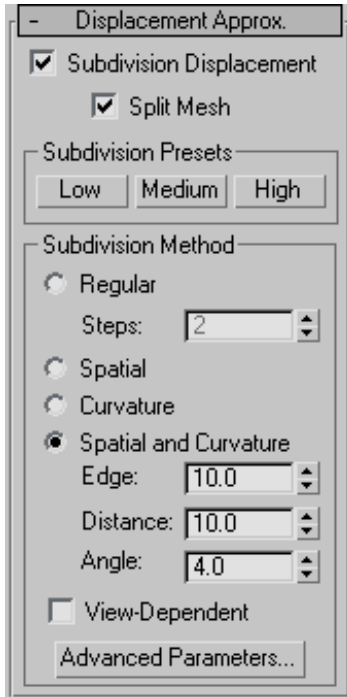 - Displacement Approx.
Subdivision Displacement
Split Mesh
Subdivision Presets
Low Medium High
Subdivision Method
Regular
Steps: 2
Spatial
Curvature
Spatial and Curvature
Edge: 10.0
Distance: 10.0
Angle: 4.0
View-Dependent
Advanced Parameters...